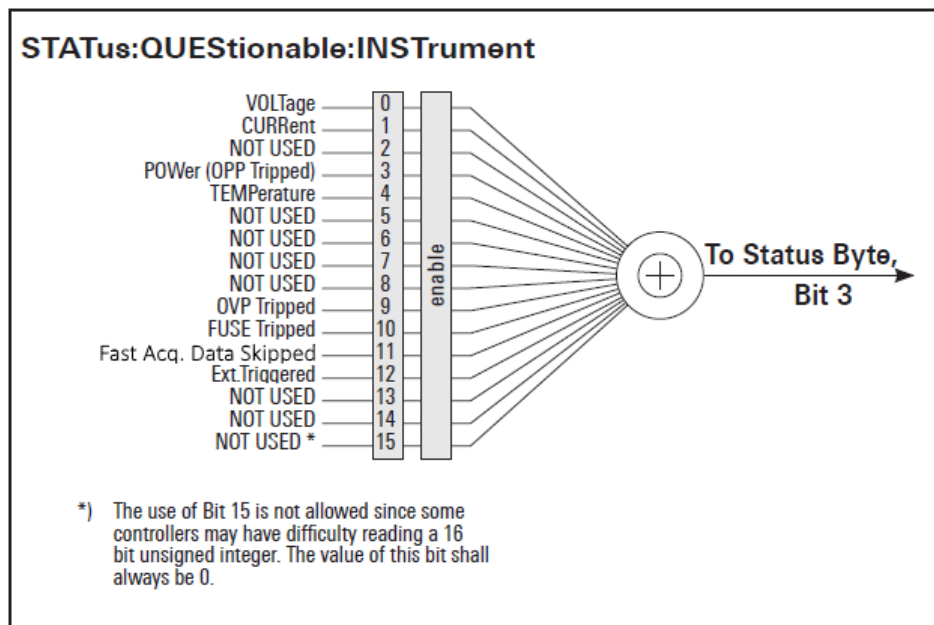 STATus:QUEStionable:INSTrument
VOLTage 0
CURRent 1
NOT USED 2
POWer (OPP Tripped) 3
TEMPerature 4
NOT USED 5
NOT USED 6
NOT USED 7
NOT USED 8
OVP Tripped 9
FUSE Tripped 10
Fast Acq. Data Skipped 11
Ext.Triggered 12
NOT USED 13
NOT USED 14
NOT USED * 15
enable
+
To Status Byte,
Bit 3
*) The use of Bit 15 is not allowed since some
controllers may have difficulty reading a 16
bit unsigned integer. The value of this bit shall
always be 0.